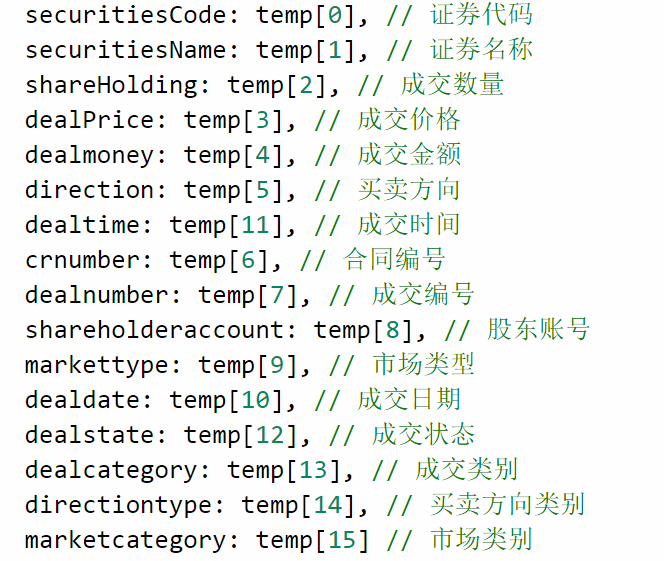 securitiesCode: temp[0], // 证券代码
securitiesName: temp[1], // 证券名称
shareHolding: temp[2], // 成交数量
dealPrice: temp[3], // 成交价格
dealmoney: temp[4], // 成交金额
direction: temp[5], // 买卖方向
dealtime: temp[11], // 成交时间
crnumber: temp[6], // 合同编号
dealnumber: temp[7], // 成交编号
shareholderaccount: temp[8], // 股东账号
markettype: temp[9], // 市场类型
dealdate: temp[10], // 成交日期
dealstate: temp[12], // 成交状态
dealcategory: temp[13], // 成交类别
directiontype: temp[14], // 买卖方向类别
marketcategory: temp[15] // 市场类别